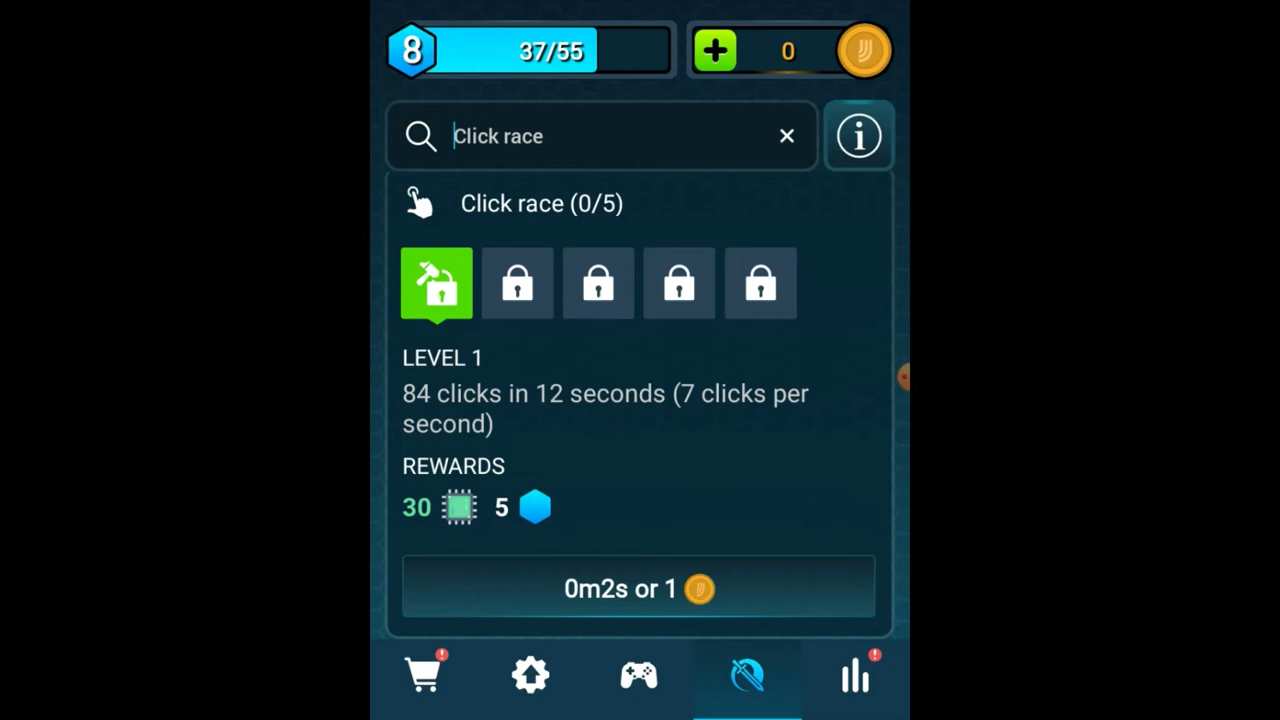 8
37/55
0
Click race
Click race (0/5)
LEVEL 1
84 clicks in 12 seconds (7 clicks per
second)
REWARDS
30 5
0m2s or 1